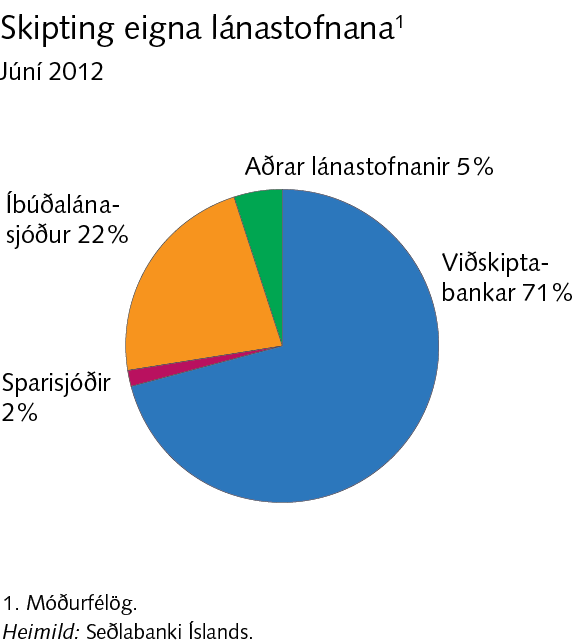 Skipting eigna lánastofnana¹
Júní 2012
Aðrar lánastofnanir 5%
Íbúðalána-
sjóður 22%
Viðskipta-
bankar 71%
Sparisjóðir
2%
1. Móðurfélög.
Heimild: Seðlabanki Íslands.